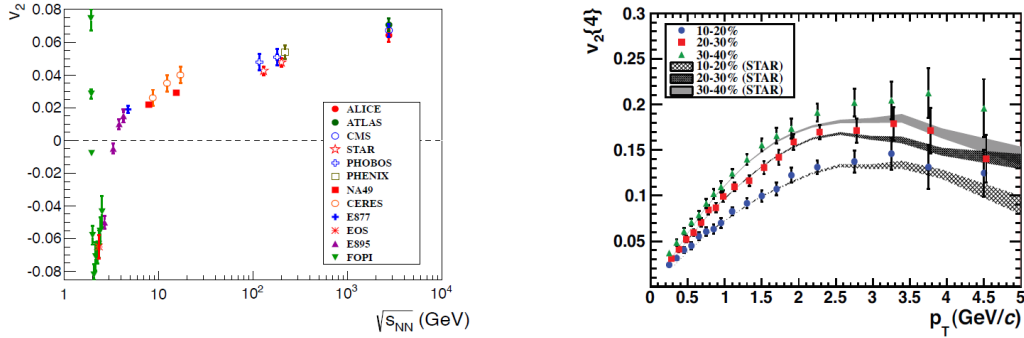 v2
0.08
0.06
0.04
0.02
0
-0.02
-0.04
-0.06
-0.08
ALICE
ATLAS
CMS
STAR
PHOBOS
PHENIX
NA49
CERES
E877
EOS
E895
FOPI
1 10 10² 10³ 10⁴
√sNN (GeV)
v2{4}
0.3
0.25
0.2
0.15
0.1
0.05
10-20%
20-30%
30-40%
10-20% (STAR)
20-30% (STAR)
30-40% (STAR)
0 0.5 1 1.5 2 2.5 3 3.5 4 4.5 5
pT (GeV/c)